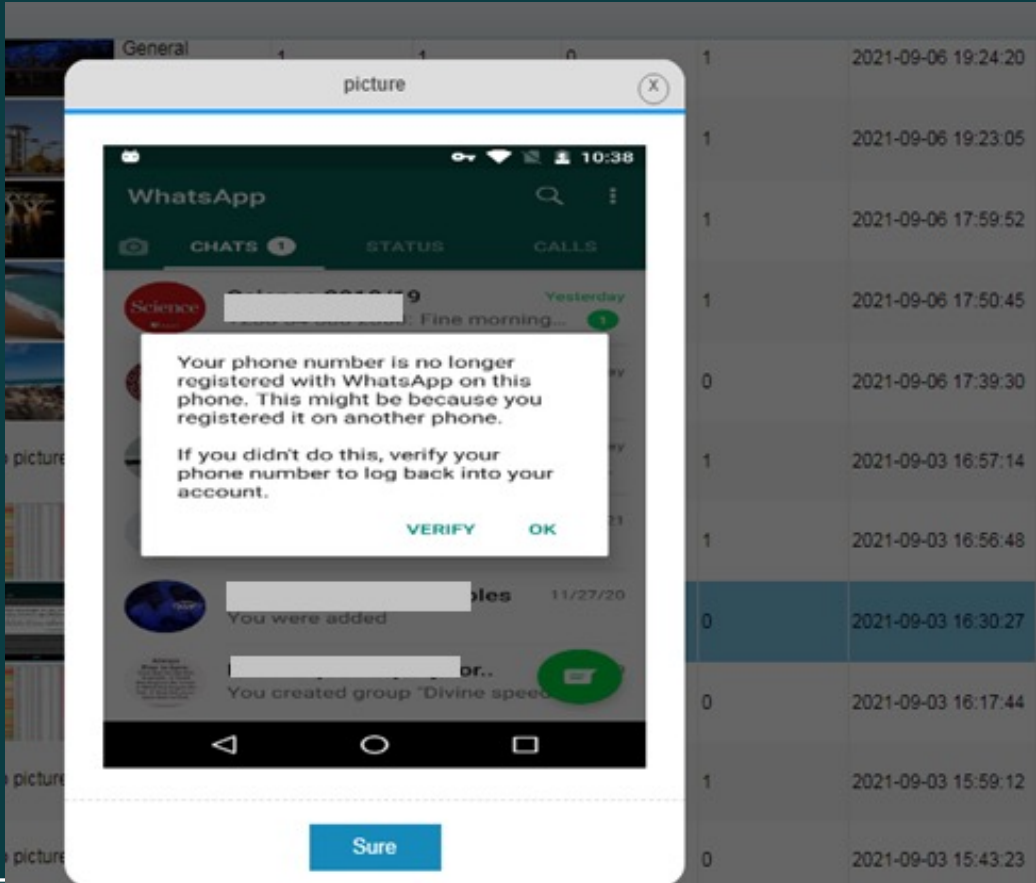 General
1 1 0 1 2021-09-06 19:24:20
picture X
1 2021-09-06 19:23:05
10:38
WhatsApp
1 2021-09-06 17:59:52
CHATS 1 STATUS CALLS
Science Yesterday
Fine morning... 1
1 2021-09-06 17:50:45
Your phone number is no longer
registered with WhatsApp on this
phone. This might be because you
registered it on another phone.
0 2021-09-06 17:39:30
If you didn't do this, verify your
phone number to log back into your
account.
picture 1 2021-09-03 16:57:14
VERIFY OK
1 2021-09-03 16:56:48
11/27/20
You were added
0 2021-09-03 16:30:27
or..
You created group "Divine speed
0 2021-09-03 16:17:44
picture 1 2021-09-03 15:59:12
Sure
picture 0 2021-09-03 15:43:23